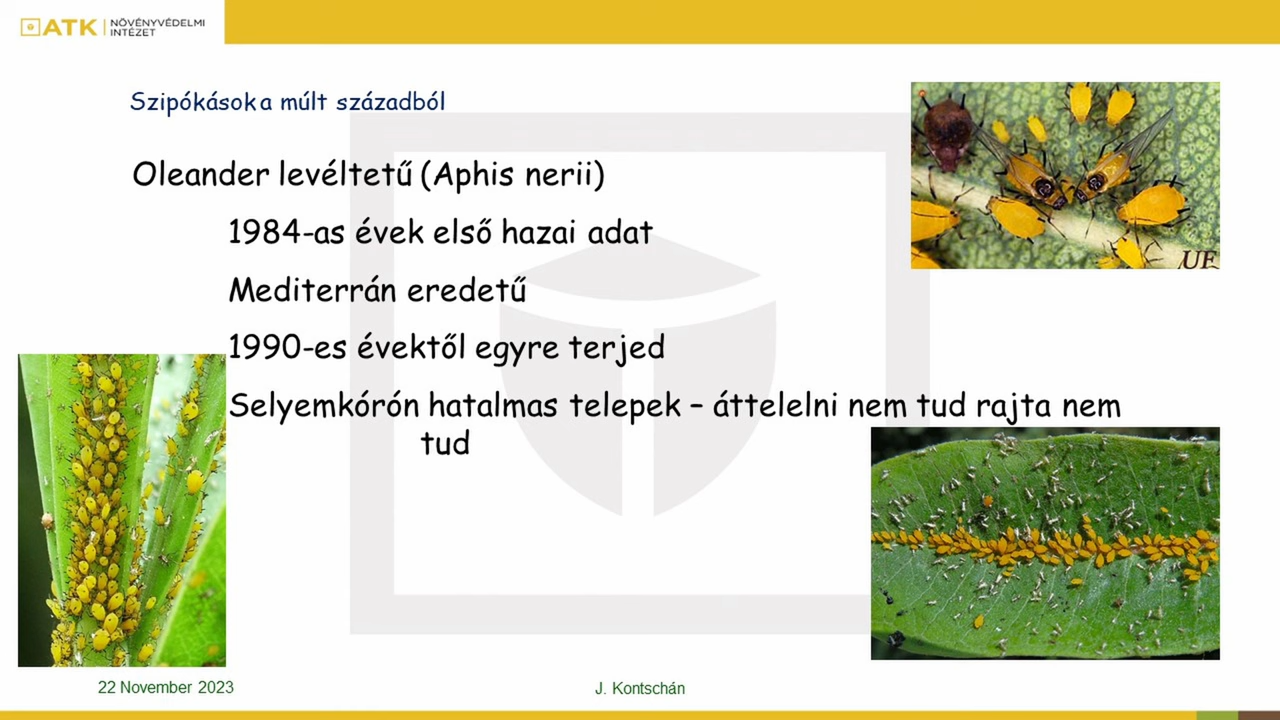 ATK NÖVÉNYVÉDELMI
INTÉZET
Szipókások a múlt századból
Oleander levéltetű (Aphis nerii)
1984-as évek első hazai adat
Mediterrán eredetű
1990-es évektől egyre terjed
Selyemkórón hatalmas telepek – áttelelni nem tud rajta nem
tud
UF
22 November 2023
J. Kontschán